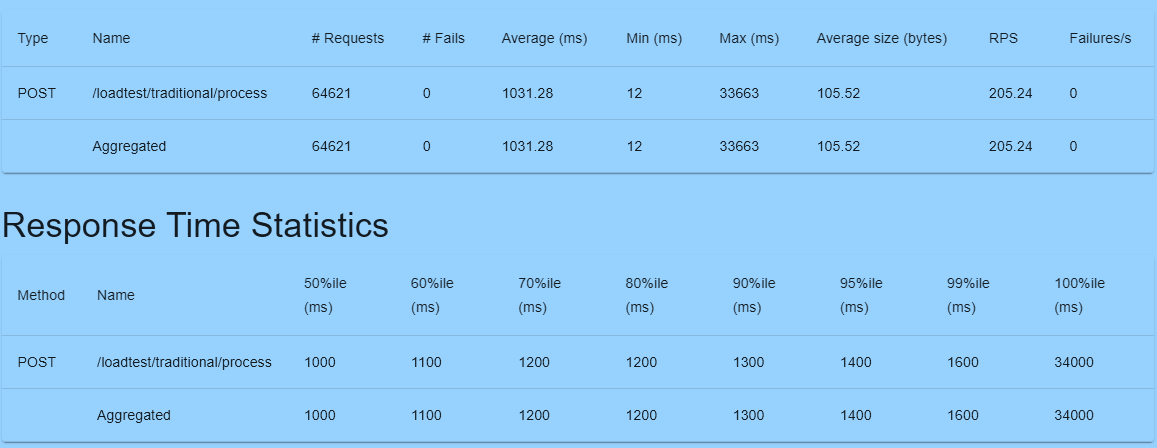 Type Name # Requests # Fails Average (ms) Min (ms) Max (ms) Average size (bytes) RPS Failures/s
POST /loadtest/traditional/process 64621 0 1031.28 12 33663 105.52 205.24 0
Aggregated 64621 0 1031.28 12 33663 105.52 205.24 0
Response Time Statistics
Method Name 50%ile (ms) 60%ile (ms) 70%ile (ms) 80%ile (ms) 90%ile (ms) 95%ile (ms) 99%ile (ms) 100%ile (ms)
POST /loadtest/traditional/process 1000 1100 1200 1200 1300 1400 1600 34000
Aggregated 1000 1100 1200 1200 1300 1400 1600 34000